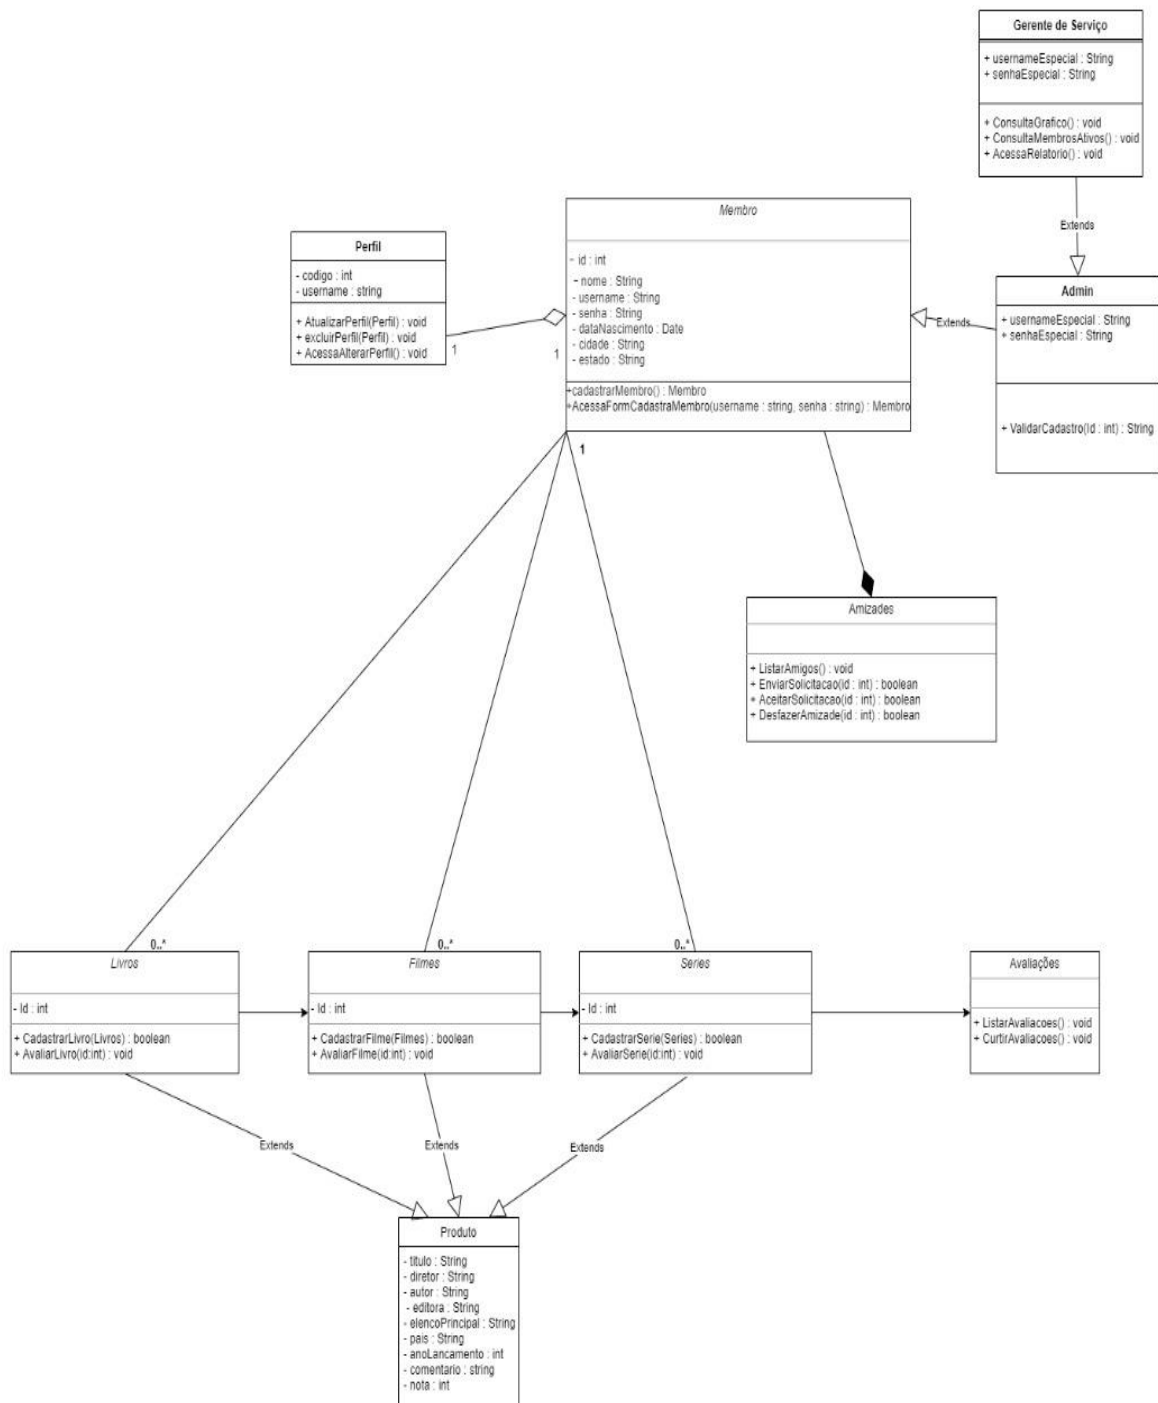 Gerente de Serviço
+ usernameEspecial : String
+ senhaEspecial : String
+ ConsultaGrafico() : void
+ ConsultaMembrosAtivos() : void
+ AcessaRelatorio() : void
Extends
Membro
- id : int
- nome : String
- username : String
- senha : String
- dataNascimento : Date
- cidade : String
- estado : String
+cadastrarMembro() : Membro
+AcessaFormCadastraMembro(username : string, senha : string) : Membro
Perfil
- codigo : int
- username : string
+ AtualizarPerfil(Perfil) : void
+ excluirPerfil(Perfil) : void
+ AcessaAlterarPerfil() : void
1
1
Extends
Admin
+ usernameEspecial : String
+ senhaEspecial : String
+ ValidarCadastro(Id : int) : String
1
Amizades
+ ListarAmigos() : void
+ EnviarSolicitacao(id : int) : boolean
+ AceitarSolicitacao(id : int) : boolean
+ DesfazerAmizade(id : int) : boolean
0..*
0..*
0..*
Livros
- Id : int
+ CadastrarLivro(Livros) : boolean
+ AvaliarLivro(id:int) : void
Filmes
- Id : int
+ CadastrarFilme(Filmes) : boolean
+ AvaliarFilme(id:int) : void
Series
- Id : int
+ CadastrarSerie(Series) : boolean
+ AvaliarSerie(id:int) : void
Avaliações
+ ListarAvaliacoes() : void
+ CurtirAvaliacoes() : void
Extends
Extends
Extends
Produto
- titulo : String
- diretor : String
- autor : String
- editora : String
- elencoPrincipal : String
- pais : String
- anoLancamento : int
- comentario : string
- nota : int